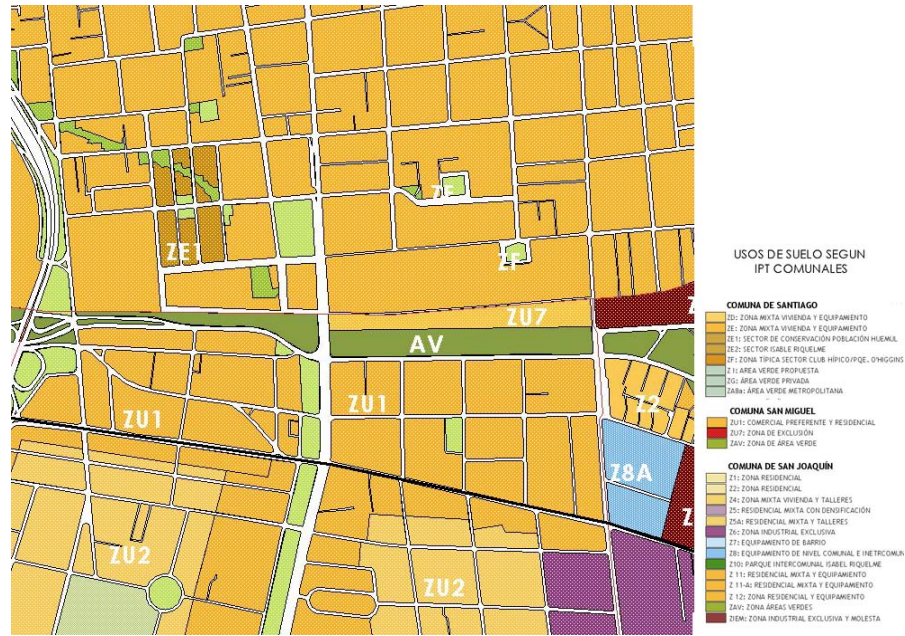 ZE
ZE1
ZF
ZU7
AV
ZU1
ZU1
Z2
Z8A
Z
Z
ZU2
ZU2
USOS DE SUELO SEGUN
IPT COMUNALES
COMUNA DE SANTIAGO
ZD: ZONA MIXTA VIVIENDA Y EQUIPAMIENTO
ZE: ZONA MIXTA VIVIENDA Y EQUIPAMIENTO
ZE1: SECTOR DE CONSERVACIÓN POBLACIÓN HUEMUL
ZE2: SECTOR ISABLE RIQUELME
ZF: ZONA TÍPICA SECTOR CLUB HÍPICO/PQE. O'HIGGINS
Z I: AREA VERDE PROPUESTA
ZG: ÁREA VERDE PRIVADA
ZABa: ÁREA VERDE METROPOLITANA
COMUNA SAN MIGUEL
ZU1: COMERCIAL PREFERENTE Y RESIDENCIAL
ZU7: ZONA DE EXCLUSIÓN
ZAV: ZONA DE ÁREA VERDE
COMUNA DE SAN JOAQUÍN
Z1: ZONA RESIDENCIAL
Z2: ZONA RESIDENCIAL
Z4: ZONA MIXTA VIVIENDA Y TALLERES
Z5: RESIDENCIAL MIXTA CON DENSIFICACIÓN
Z5A: RESIDENCIAL MIXTA Y TALLERES
Z6: ZONA INDUSTRIAL EXCLUSIVA
Z7: EQUIPAMIENTO DE BARRIO
Z8: EQUIPAMIENTO DE NIVEL COMUNAL E INETRCOMUN
Z10: PARQUE INTERCOMUNAL ISABEL RIQUELME
Z 11: RESIDENCIAL MIXTA Y EQUIPAMIENTO
Z 11-A: RESIDENCIAL MIXTA Y EQUIPAMIENTO
Z 12: ZONA RESIDENCIAL Y EQUIPAMIENTO
ZAV: ZONA ÁREAS VERDES
ZIEM: ZONA INDUSTRIAL EXCLUSIVA Y MOLESTA